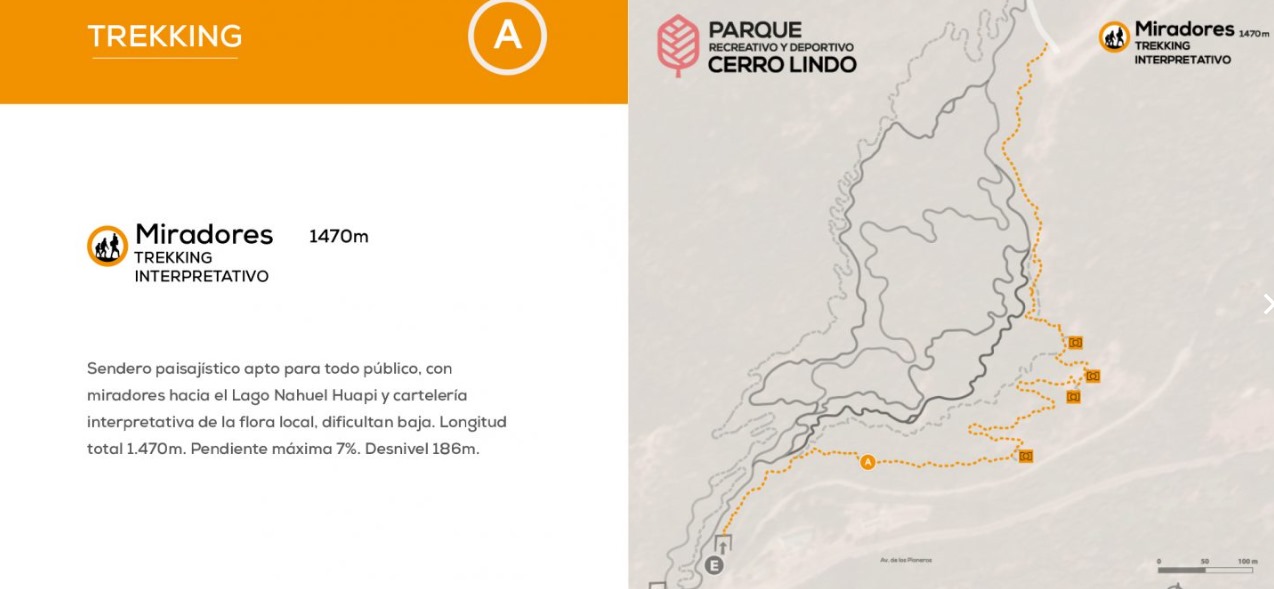 TREKKING
A
Miradores 1470m
TREKKING
INTERPRETATIVO
Sendero paisajístico apto para todo público, con
miradores hacia el Lago Nahuel Huapi y cartelería
interpretativa de la flora local, dificultan baja. Longitud
total 1.470m. Pendiente máxima 7%. Desnivel 186m.
PARQUE
RECREATIVO Y DEPORTIVO
CERRO LINDO
Miradores 1470m
TREKKING
INTERPRETATIVO
A
E
Av. de los Pioneros
0 50 100 m